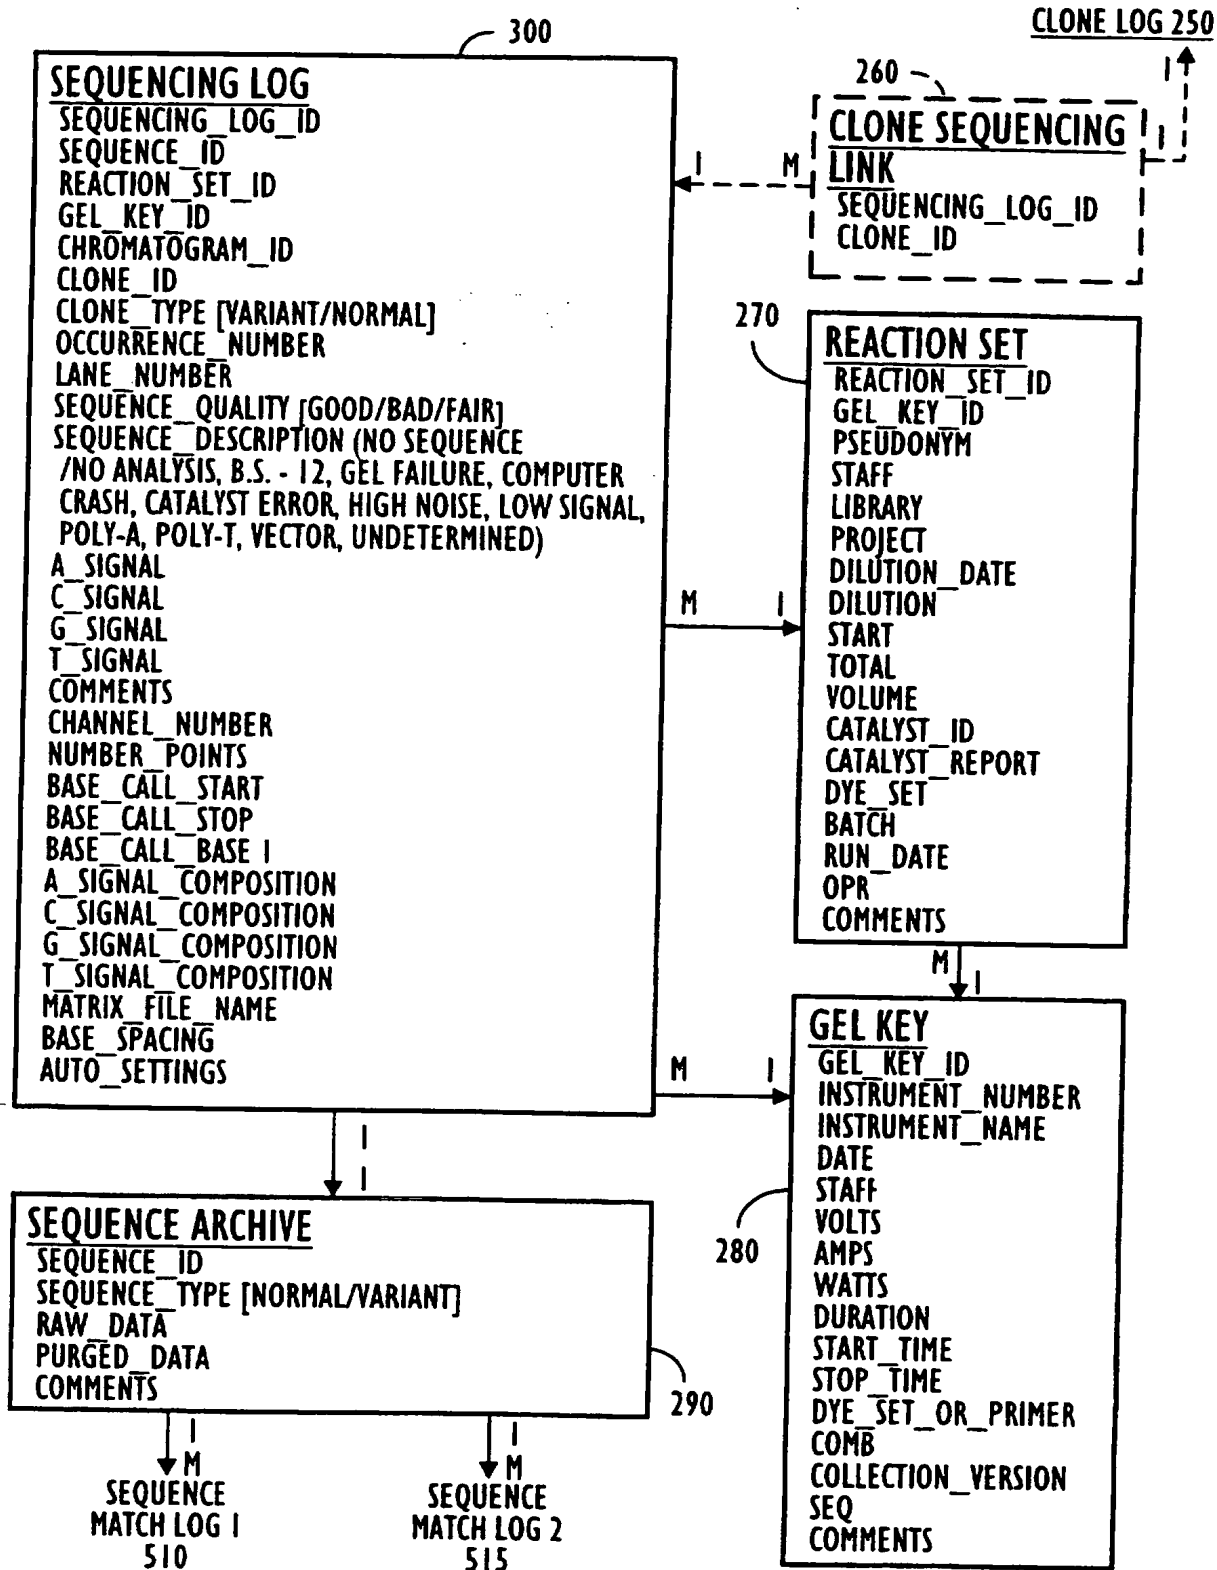 CLONE LOG 250
300
SEQUENCING LOG
SEQUENCING_LOG_ID
SEQUENCE_ID
REACTION_SET_ID
GEL_KEY_ID
CHROMATOGRAM_ID
CLONE_ID
CLONE_TYPE [VARIANT/NORMAL]
OCCURRENCE_NUMBER
LANE_NUMBER
SEQUENCE_QUALITY [GOOD/BAD/FAIR]
SEQUENCE_DESCRIPTION (NO SEQUENCE
/NO ANALYSIS, B.S. - 12, GEL FAILURE, COMPUTER
CRASH, CATALYST ERROR, HIGH NOISE, LOW SIGNAL,
POLY-A, POLY-T, VECTOR, UNDETERMINED)
A_SIGNAL
C_SIGNAL
G_SIGNAL
T_SIGNAL
COMMENTS
CHANNEL_NUMBER
NUMBER_POINTS
BASE_CALL_START
BASE_CALL_STOP
BASE_CALL_BASE 1
A_SIGNAL_COMPOSITION
C_SIGNAL_COMPOSITION
G_SIGNAL_COMPOSITION
T_SIGNAL_COMPOSITION
MATRIX_FILE_NAME
BASE_SPACING
AUTO_SETTINGS
1 M
260
1
1
CLONE SEQUENCING
LINK
SEQUENCING_LOG_ID
CLONE_ID
270
REACTION SET
REACTION_SET_ID
GEL_KEY_ID
PSEUDONYM
STAFF
LIBRARY
PROJECT
DILUTION_DATE
DILUTION
START
TOTAL
VOLUME
CATALYST_ID
CATALYST_REPORT
DYE_SET
BATCH
RUN_DATE
OPR
COMMENTS
M 1
M
1
M 1
GEL KEY
GEL_KEY_ID
INSTRUMENT_NUMBER
INSTRUMENT_NAME
DATE
STAFF
VOLTS
AMPS
WATTS
DURATION
START_TIME
STOP_TIME
DYE_SET_OR_PRIMER
COMB
COLLECTION_VERSION
SEQ
COMMENTS
280
1
1
SEQUENCE ARCHIVE
SEQUENCE_ID
SEQUENCE_TYPE [NORMAL/VARIANT]
RAW_DATA
PURGED_DATA
COMMENTS
290
1
M
SEQUENCE
MATCH LOG 1
510
1
M
SEQUENCE
MATCH LOG 2
515